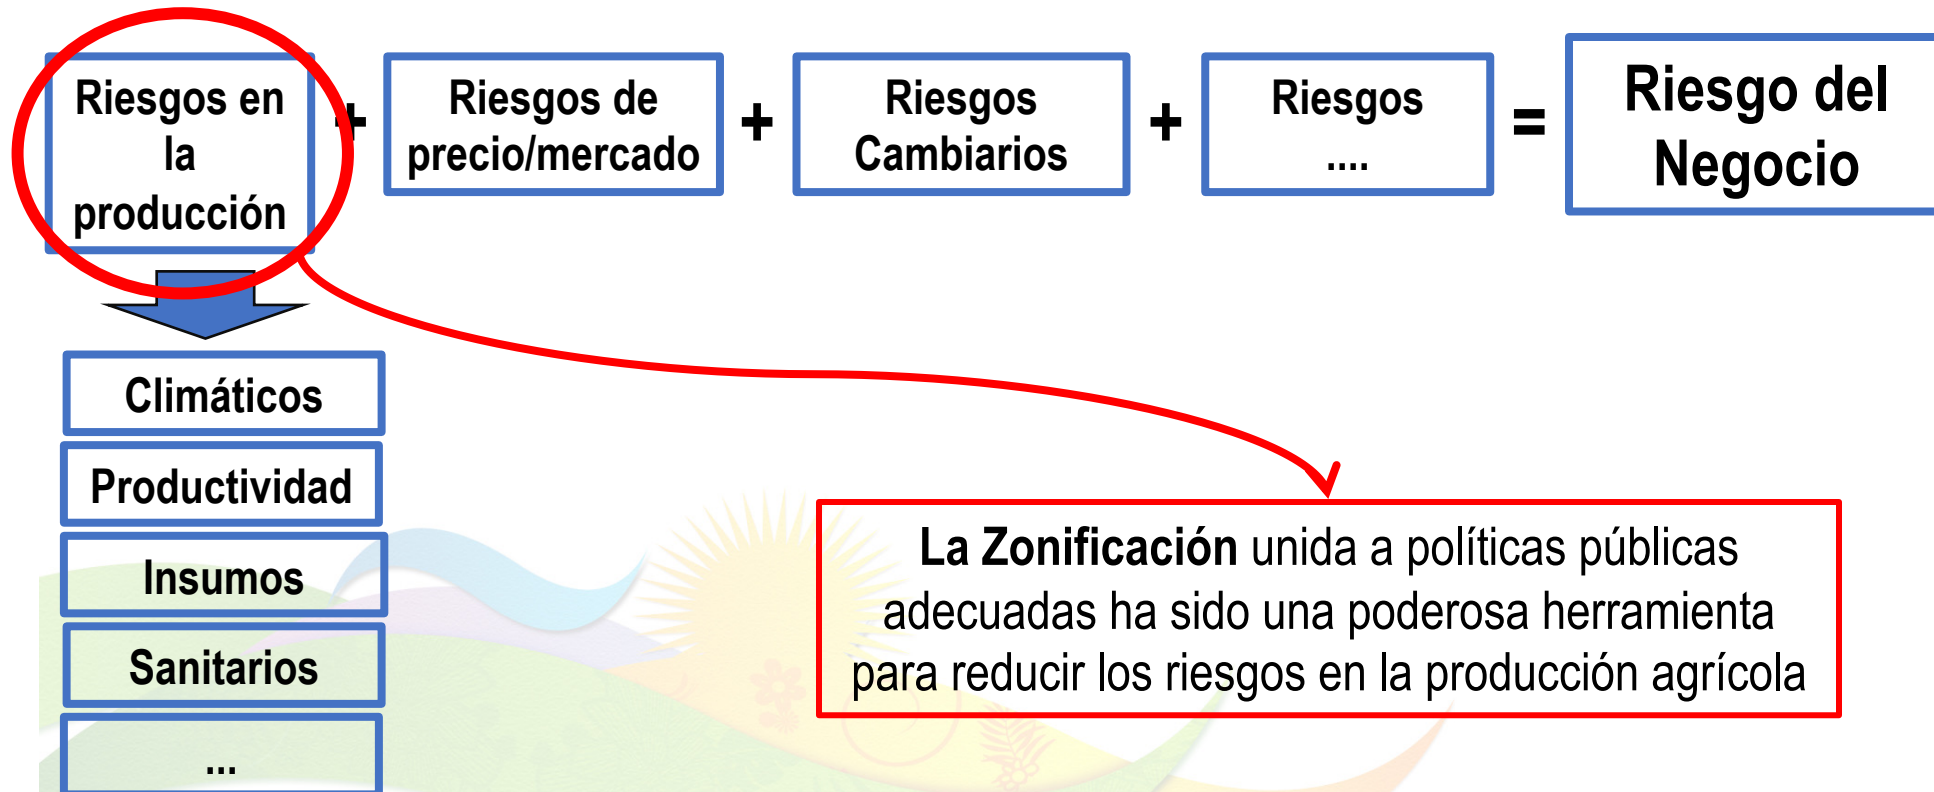 Riesgos en
la
producción
+
Riesgos de
precio/mercado
+
Riesgos
Cambiarios
+
Riesgos
....
=
Riesgo del
Negocio
Climáticos
Productividad
Insumos
Sanitarios
...
La Zonificación unida a políticas públicas
adecuadas ha sido una poderosa herramienta
para reducir los riesgos en la producción agrícola